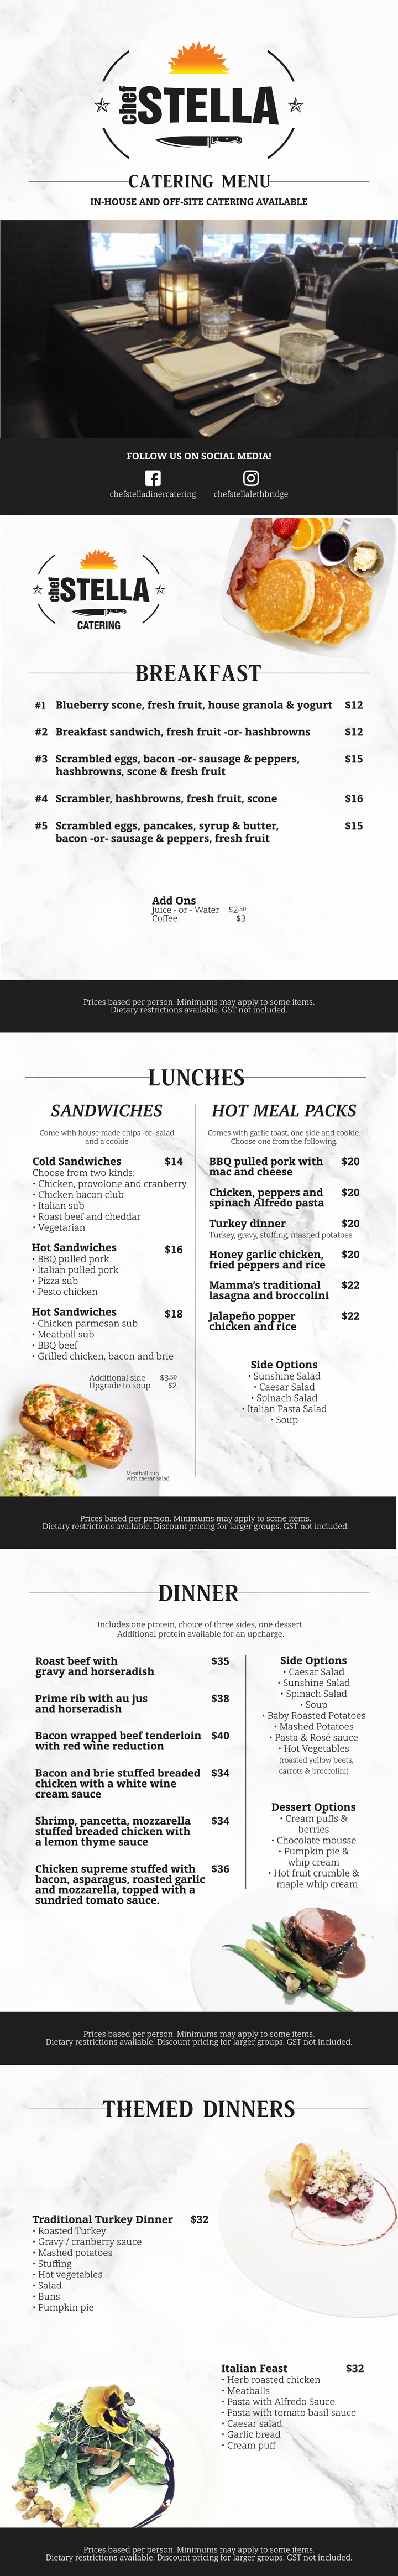 chef STELLA
CATERING MENU
IN-HOUSE AND OFF-SITE CATERING AVAILABLE
FOLLOW US ON SOCIAL MEDIA!
chefstelladinercatering
chefstellalethbridge
chef STELLA
CATERING
BREAKFAST
#1 Blueberry scone, fresh fruit, house granola & yogurt $12
#2 Breakfast sandwich, fresh fruit -or- hashbrowns $12
#3 Scrambled eggs, bacon -or- sausage & peppers, $15
hashbrowns, scone & fresh fruit
#4 Scrambler, hashbrowns, fresh fruit, scone $16
#5 Scrambled eggs, pancakes, syrup & butter, $15
bacon -or- sausage & peppers, fresh fruit
Add Ons
Juice - or - Water $2.50
Coffee $3
Prices based per person. Minimums may apply to some items.
Dietary restrictions available. GST not included.
LUNCHES
SANDWICHES
Come with house made chips -or- salad
and a cookie
Cold Sandwiches $14
Choose from two kinds:
• Chicken, provolone and cranberry
• Chicken bacon club
• Italian sub
• Roast beef and cheddar
• Vegetarian
Hot Sandwiches $16
• BBQ pulled pork
• Italian pulled pork
• Pizza sub
• Pesto chicken
Hot Sandwiches $18
• Chicken parmesan sub
• Meatball sub
• BBQ beef
• Grilled chicken, bacon and brie
Additional side $3.50
Upgrade to soup $2
Meatball sub
with caesar salad
HOT MEAL PACKS
Comes with garlic toast, one side and cookie.
Choose one from the following.
BBQ pulled pork with $20
mac and cheese
Chicken, peppers and $20
spinach Alfredo pasta
Turkey dinner $20
Turkey, gravy, stuffing, mashed potatoes
Honey garlic chicken, $20
fried peppers and rice
Mamma's traditional $22
lasagna and broccolini
Jalapeño popper $22
chicken and rice
Side Options
• Sunshine Salad
• Caesar Salad
• Spinach Salad
• Italian Pasta Salad
• Soup
Prices based per person. Minimums may apply to some items.
Dietary restrictions available. Discount pricing for larger groups. GST not included.
DINNER
Includes one protein, choice of three sides, one dessert.
Additional protein available for an upcharge.
Roast beef with $35
gravy and horseradish
Prime rib with au jus $38
and horseradish
Bacon wrapped beef tenderloin $40
with red wine reduction
Bacon and brie stuffed breaded $34
chicken with a white wine
cream sauce
Shrimp, pancetta, mozzarella $34
stuffed breaded chicken with
a lemon thyme sauce
Chicken supreme stuffed with $36
bacon, asparagus, roasted garlic
and mozzarella, topped with a
sundried tomato sauce.
Side Options
• Caesar Salad
• Sunshine Salad
• Spinach Salad
• Soup
• Baby Roasted Potatoes
• Mashed Potatoes
• Pasta & Rosé sauce
• Hot Vegetables
(roasted yellow beets,
carrots & broccolini)
Dessert Options
• Cream puffs &
berries
• Chocolate mousse
• Pumpkin pie &
whip cream
• Hot fruit crumble &
maple whip cream
Prices based per person. Minimums may apply to some items.
Dietary restrictions available. Discount pricing for larger groups. GST not included.
THEMED DINNERS
Traditional Turkey Dinner $32
• Roasted Turkey
• Gravy / cranberry sauce
• Mashed potatoes
• Stuffing
• Hot vegetables
• Salad
• Buns
• Pumpkin pie
Italian Feast $32
• Herb roasted chicken
• Meatballs
• Pasta with Alfredo Sauce
• Pasta with tomato basil sauce
• Caesar salad
• Garlic bread
• Cream puff
Prices based per person. Minimums may apply to some items.
Dietary restrictions available. Discount pricing for larger groups. GST not included.